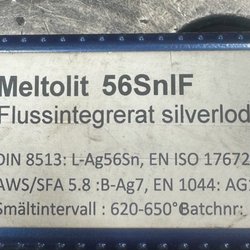 Meltolit 56SnIF
Flussintegrerat silverlod
DIN 8513: L-Ag56Sn, EN ISO 17672
AWS/SFA 5.8 :B-Ag7, EN 1044: AG1
Smältintervall : 620-650°C Batchnr.